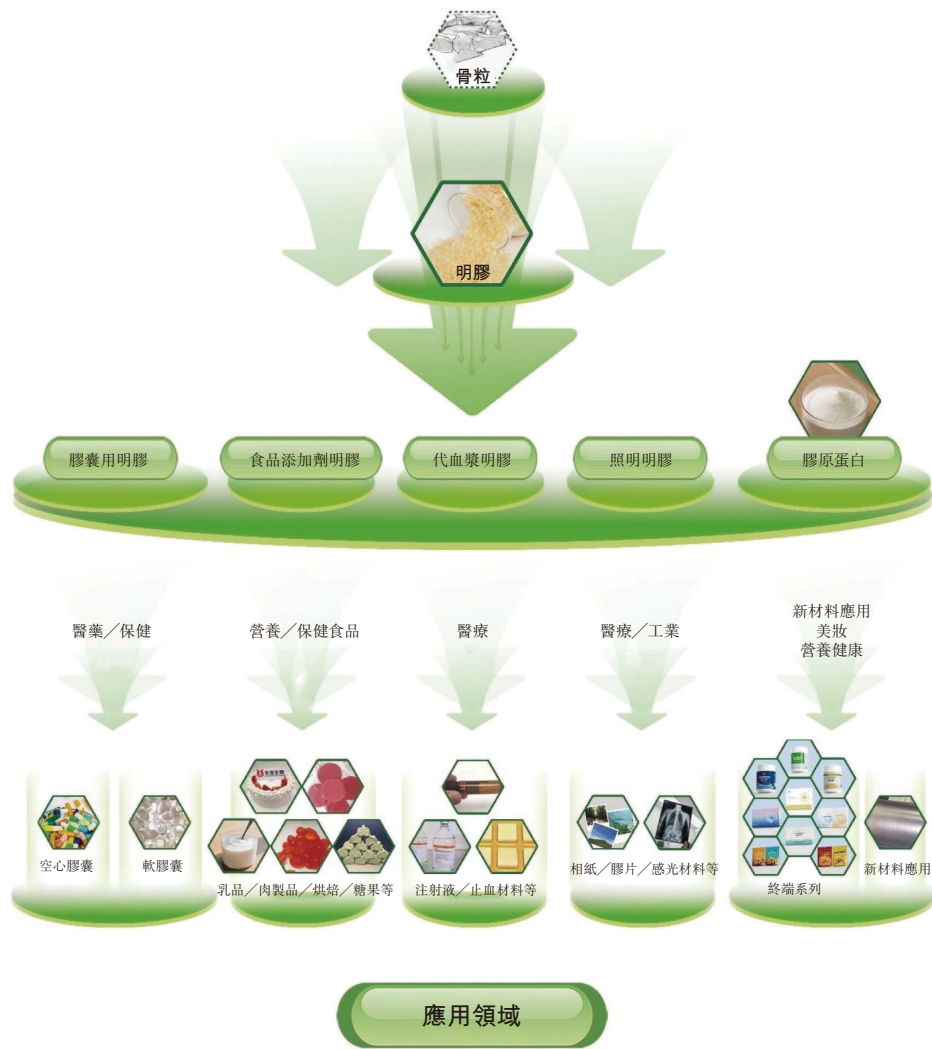 骨粒
明膠
膠囊用明膠
食品添加劑明膠
代血漿明膠
照明明膠
膠原蛋白
醫藥／保健
營養／保健食品
醫療
醫療／工業
新材料應用
美妝
營養健康
空心膠囊
軟膠囊
乳品／肉製品／烘焙／糖果等
注射液／止血材料等
相紙／膠片／感光材料等
終端系列
新材料應用
應用領域